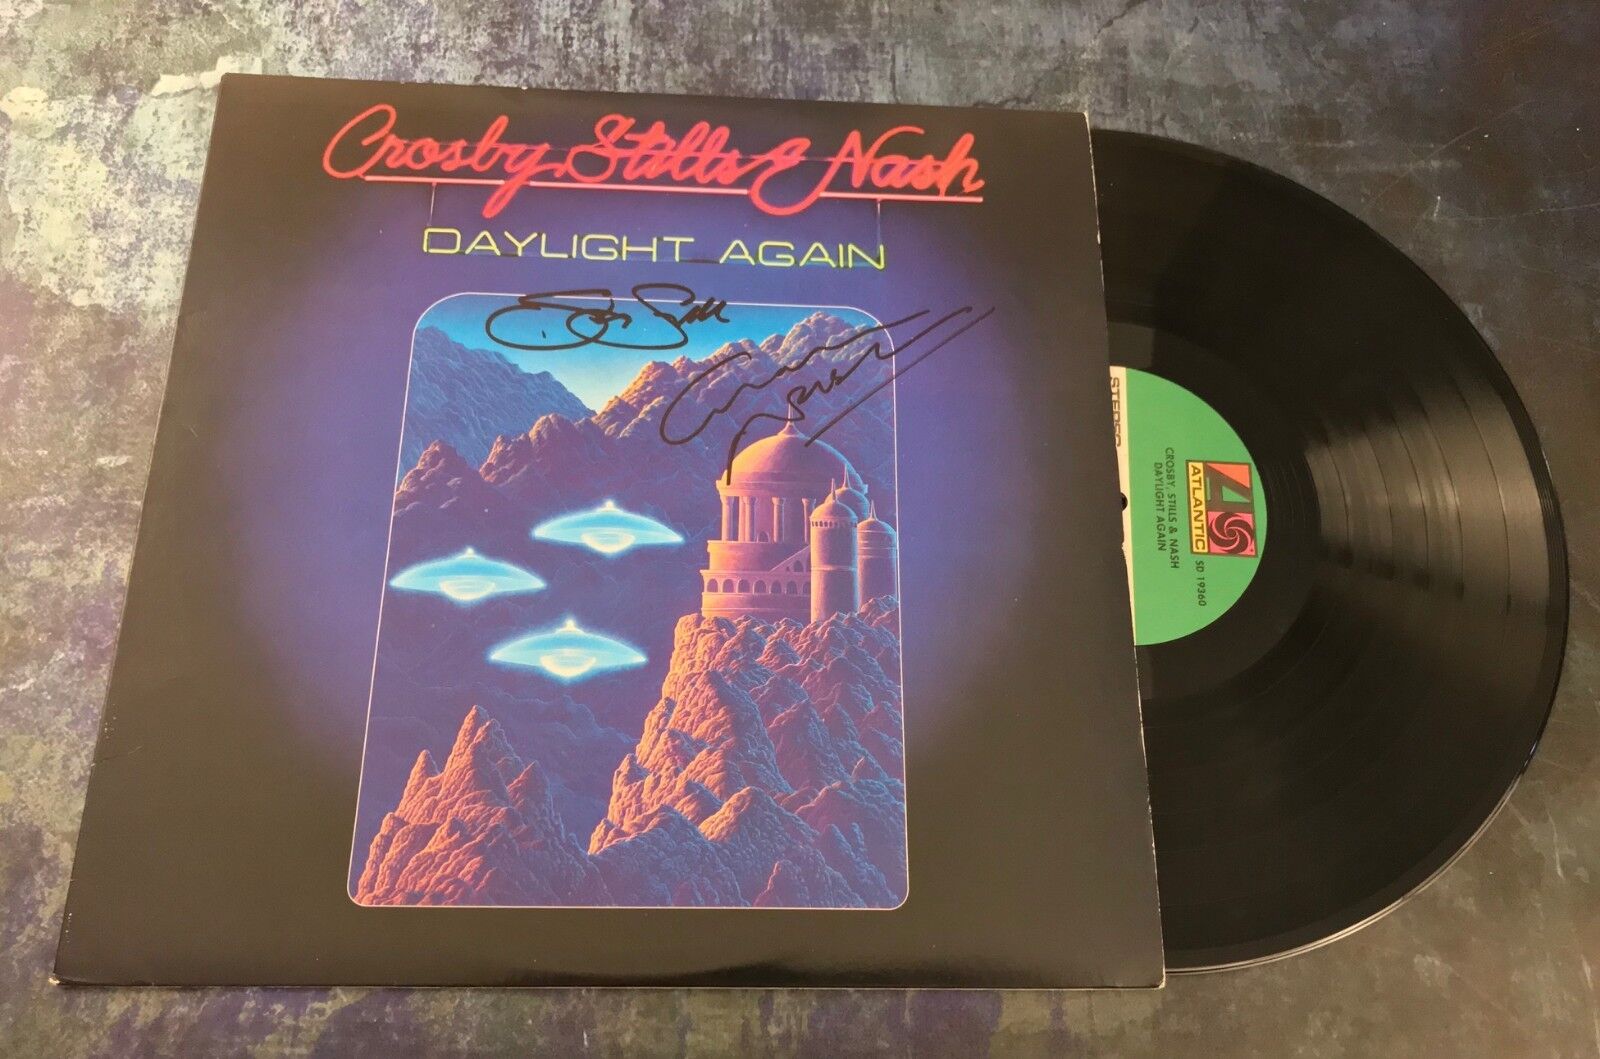 Crosby, Stills & Nash
DAYLIGHT AGAIN
STEREO
ATLANTIC
SD 19360
CROSBY, STILLS & NASH
DAYLIGHT AGAIN